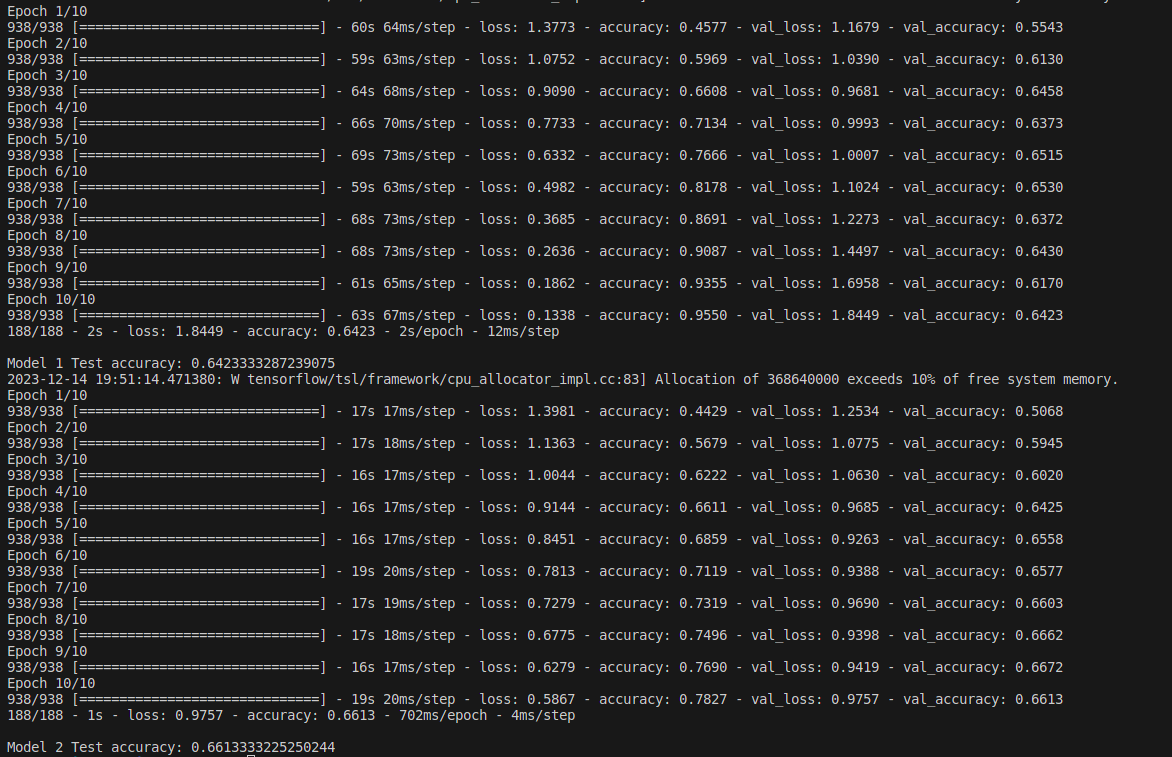 Epoch 1/10
938/938 [==============================] - 60s 64ms/step - loss: 1.3773 - accuracy: 0.4577 - val_loss: 1.1679 - val_accuracy: 0.5543
Epoch 2/10
938/938 [==============================] - 59s 63ms/step - loss: 1.0752 - accuracy: 0.5969 - val_loss: 1.0390 - val_accuracy: 0.6130
Epoch 3/10
938/938 [==============================] - 64s 68ms/step - loss: 0.9090 - accuracy: 0.6608 - val_loss: 0.9681 - val_accuracy: 0.6458
Epoch 4/10
938/938 [==============================] - 66s 70ms/step - loss: 0.7733 - accuracy: 0.7134 - val_loss: 0.9993 - val_accuracy: 0.6373
Epoch 5/10
938/938 [==============================] - 69s 73ms/step - loss: 0.6332 - accuracy: 0.7666 - val_loss: 1.0007 - val_accuracy: 0.6515
Epoch 6/10
938/938 [==============================] - 59s 63ms/step - loss: 0.4982 - accuracy: 0.8178 - val_loss: 1.1024 - val_accuracy: 0.6530
Epoch 7/10
938/938 [==============================] - 68s 73ms/step - loss: 0.3685 - accuracy: 0.8691 - val_loss: 1.2273 - val_accuracy: 0.6372
Epoch 8/10
938/938 [==============================] - 68s 73ms/step - loss: 0.2636 - accuracy: 0.9087 - val_loss: 1.4497 - val_accuracy: 0.6430
Epoch 9/10
938/938 [==============================] - 61s 65ms/step - loss: 0.1862 - accuracy: 0.9355 - val_loss: 1.6958 - val_accuracy: 0.6170
Epoch 10/10
938/938 [==============================] - 63s 67ms/step - loss: 0.1338 - accuracy: 0.9550 - val_loss: 1.8449 - val_accuracy: 0.6423
188/188 - 2s - loss: 1.8449 - accuracy: 0.6423 - 2s/epoch - 12ms/step
Model 1 Test accuracy: 0.6423333287239075
2023-12-14 19:51:14.471380: W tensorflow/tsl/framework/cpu_allocator_impl.cc:83] Allocation of 368640000 exceeds 10% of free system memory.
Epoch 1/10
938/938 [==============================] - 17s 17ms/step - loss: 1.3981 - accuracy: 0.4429 - val_loss: 1.2534 - val_accuracy: 0.5068
Epoch 2/10
938/938 [==============================] - 17s 18ms/step - loss: 1.1363 - accuracy: 0.5679 - val_loss: 1.0775 - val_accuracy: 0.5945
Epoch 3/10
938/938 [==============================] - 16s 17ms/step - loss: 1.0044 - accuracy: 0.6222 - val_loss: 1.0630 - val_accuracy: 0.6020
Epoch 4/10
938/938 [==============================] - 16s 17ms/step - loss: 0.9144 - accuracy: 0.6611 - val_loss: 0.9685 - val_accuracy: 0.6425
Epoch 5/10
938/938 [==============================] - 16s 17ms/step - loss: 0.8451 - accuracy: 0.6859 - val_loss: 0.9263 - val_accuracy: 0.6558
Epoch 6/10
938/938 [==============================] - 19s 20ms/step - loss: 0.7813 - accuracy: 0.7119 - val_loss: 0.9388 - val_accuracy: 0.6577
Epoch 7/10
938/938 [==============================] - 17s 19ms/step - loss: 0.7279 - accuracy: 0.7319 - val_loss: 0.9690 - val_accuracy: 0.6603
Epoch 8/10
938/938 [==============================] - 17s 18ms/step - loss: 0.6775 - accuracy: 0.7496 - val_loss: 0.9398 - val_accuracy: 0.6662
Epoch 9/10
938/938 [==============================] - 16s 17ms/step - loss: 0.6279 - accuracy: 0.7690 - val_loss: 0.9419 - val_accuracy: 0.6672
Epoch 10/10
938/938 [==============================] - 19s 20ms/step - loss: 0.5867 - accuracy: 0.7827 - val_loss: 0.9757 - val_accuracy: 0.6613
188/188 - 1s - loss: 0.9757 - accuracy: 0.6613 - 702ms/epoch - 4ms/step
Model 2 Test accuracy: 0.6613333225250244